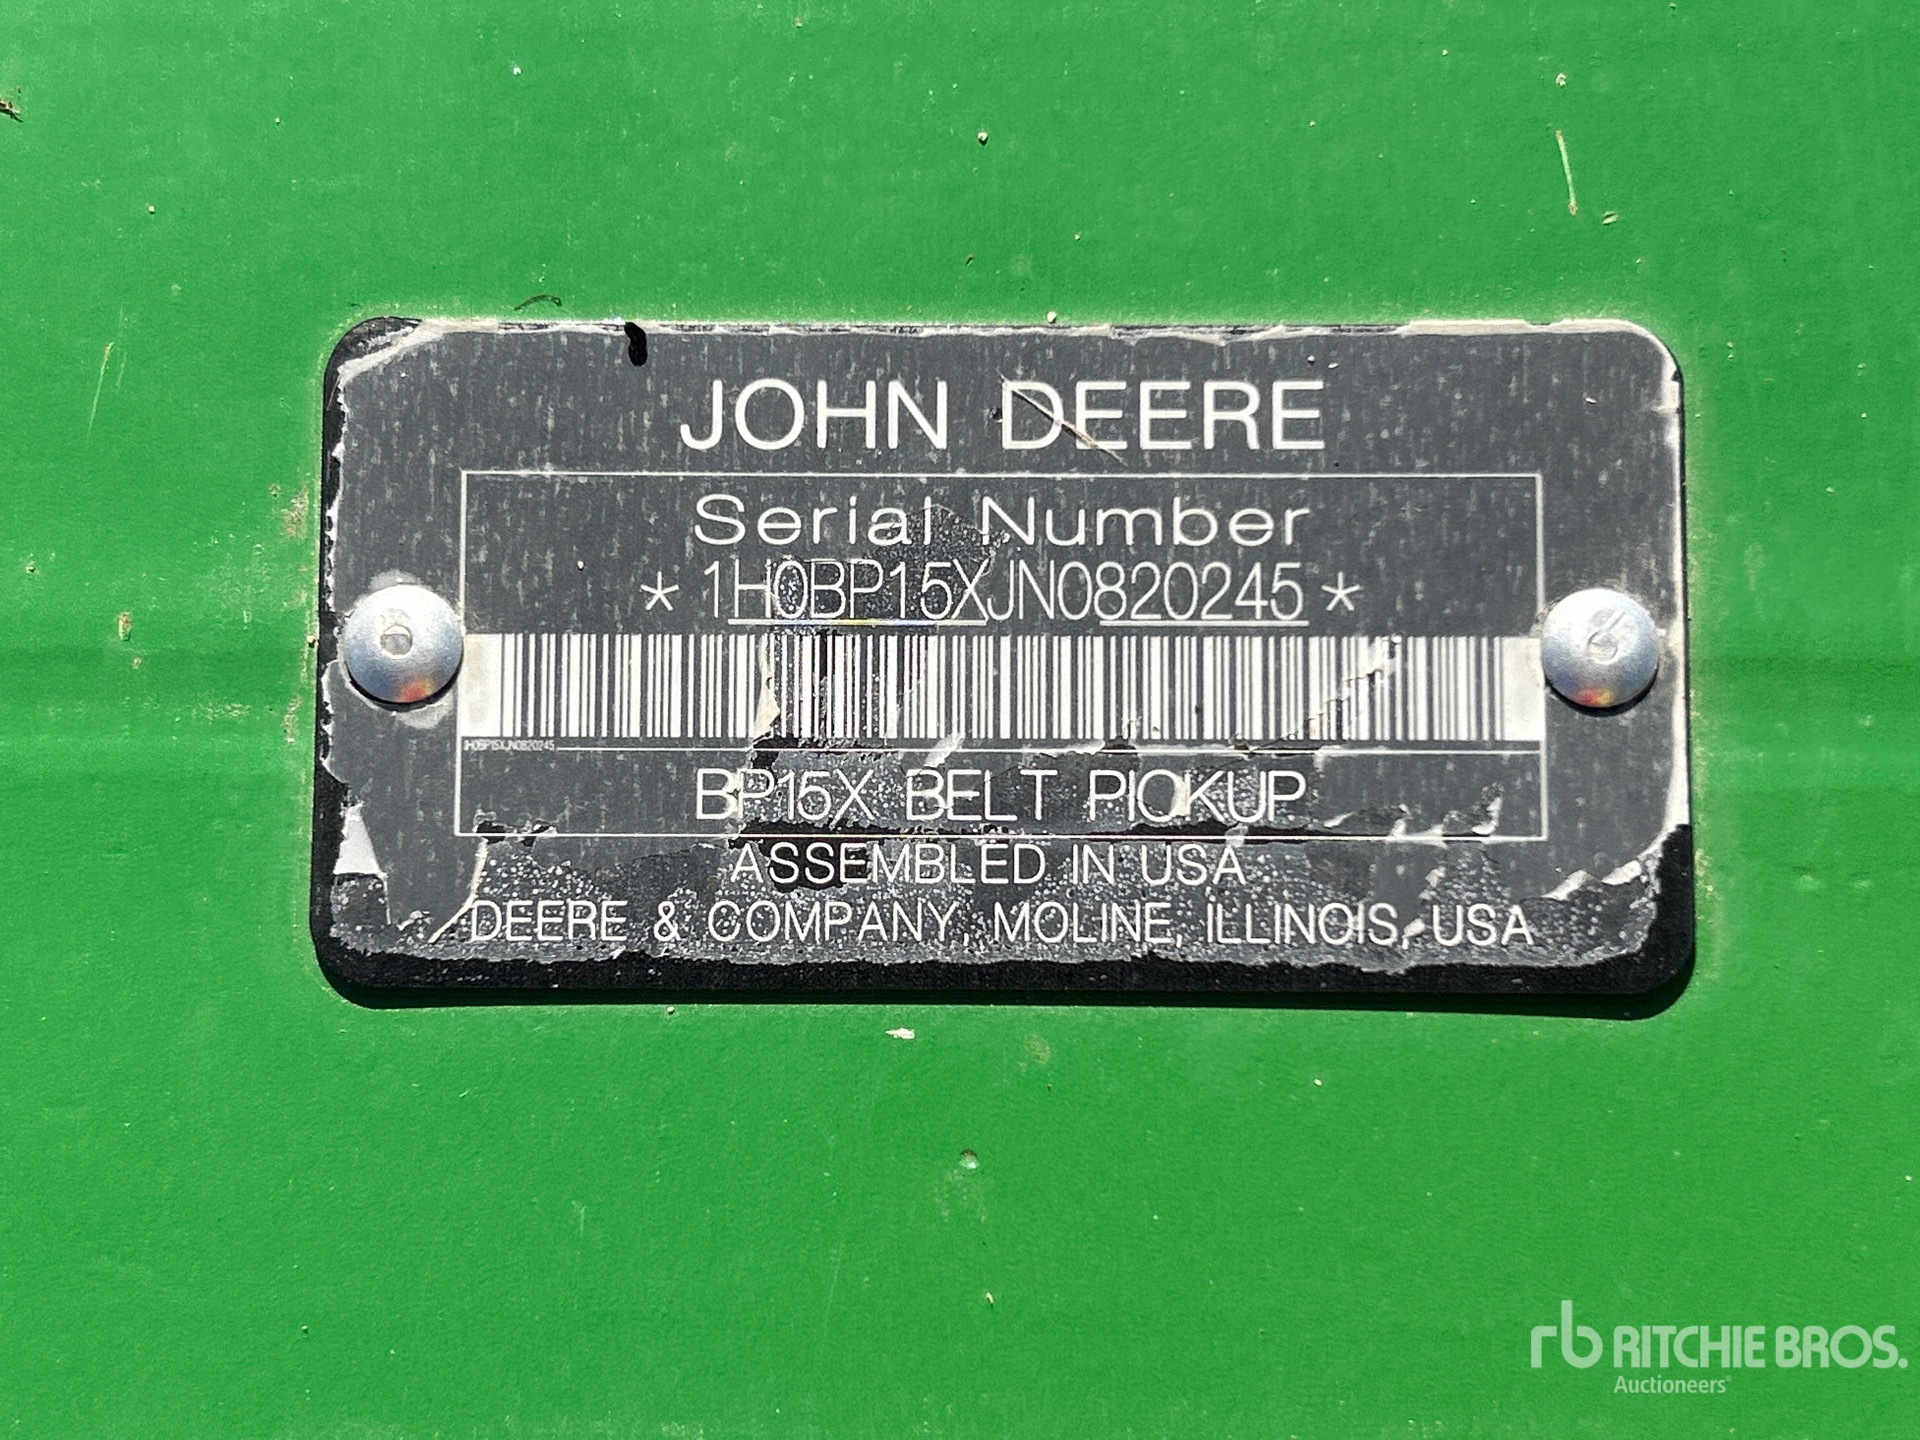 JOHN DEERE
Serial Number
* 1H0BP15XJN0820245 *
1H0BP15XJN0820245
BP15X BELT PICKUP
ASSEMBLED IN USA
DEERE & COMPANY, MOLINE, ILLINOIS, USA
rb RITCHIE BROS.
Auctioneers